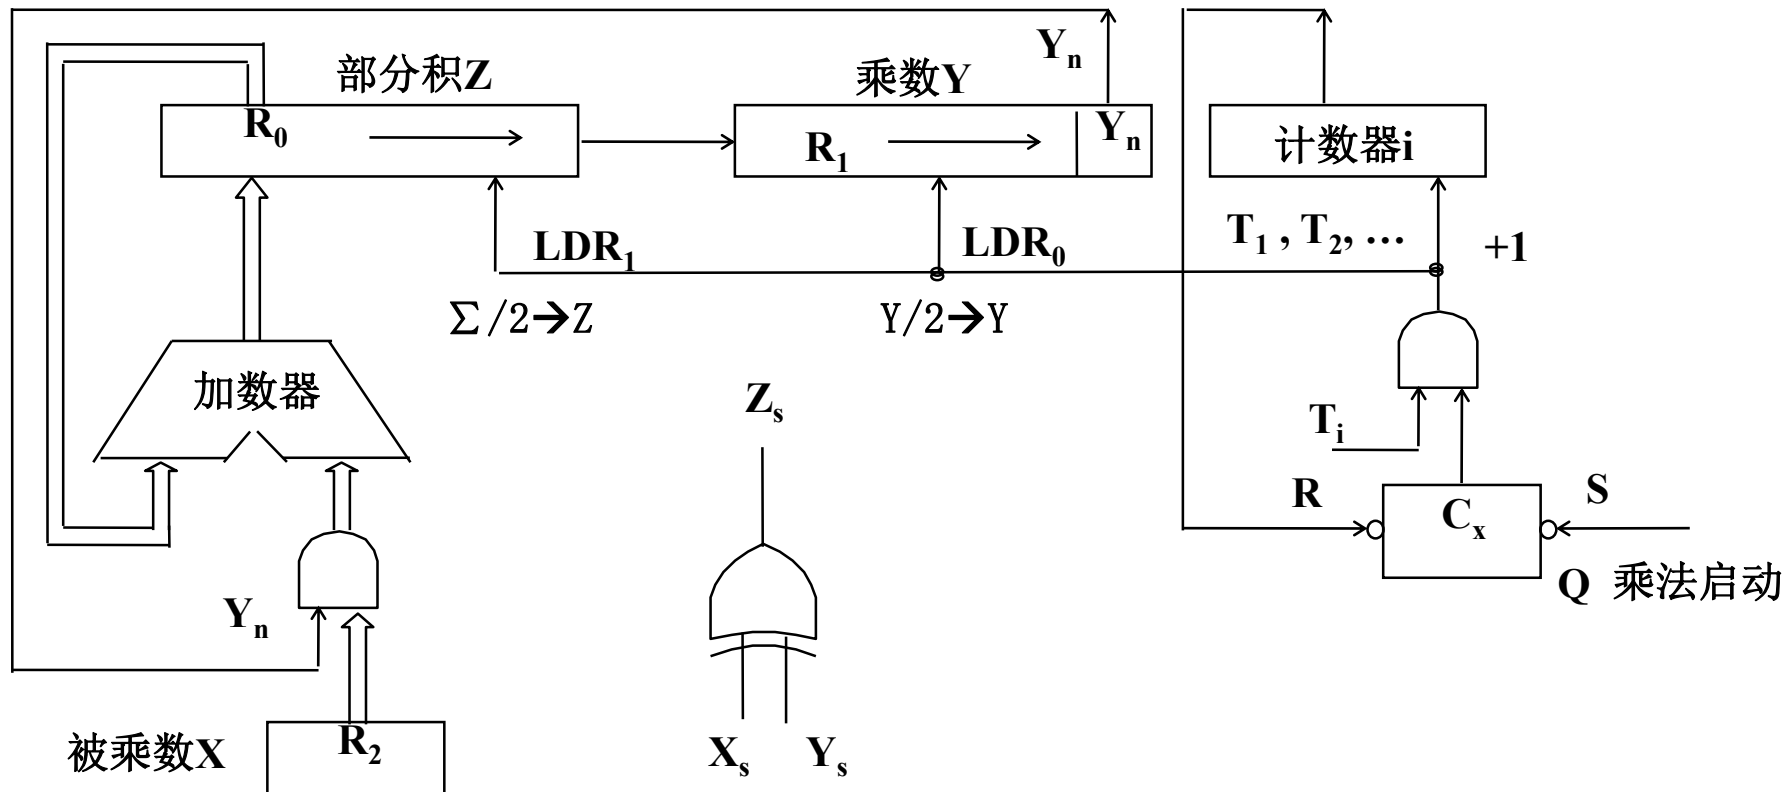 Yn
部分积Z
乘数Y
R0
R1
Yn
计数器i
LDR1
LDR0
T1 , T2, …
+1
∑/2→Z
Y/2→Y
加数器
Zs
Ti
R
Cx
S
Q 乘法启动
Yn
被乘数X
R2
Xs
Ys